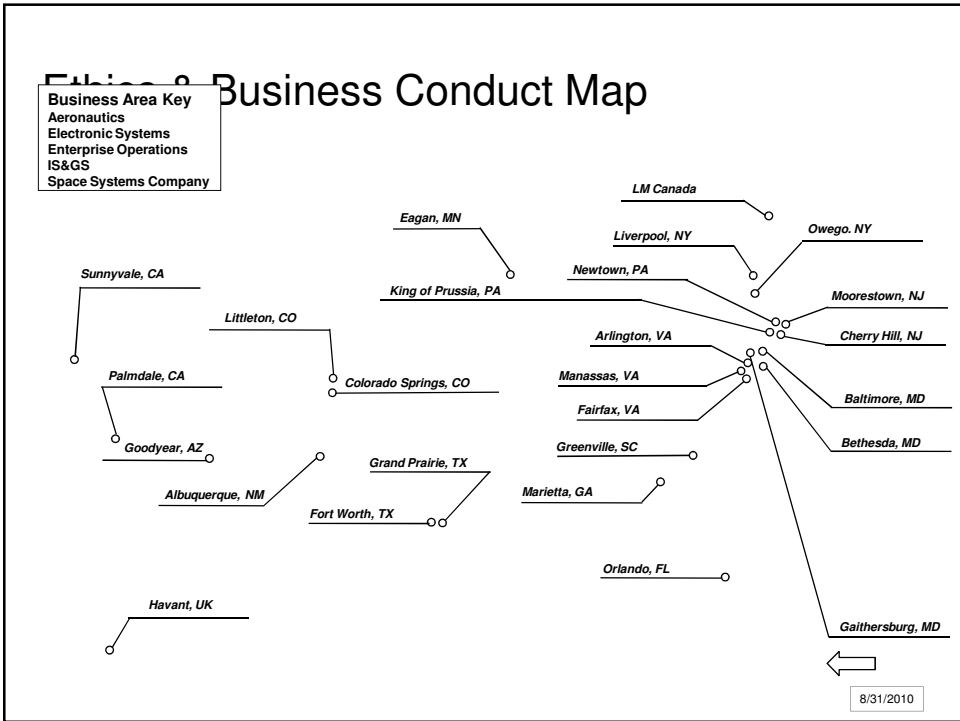 Ethics & Business Conduct Map
Business Area Key
Aeronautics
Electronic Systems
Enterprise Operations
IS&GS
Space Systems Company
LM Canada
Eagan, MN
Owego. NY
Liverpool, NY
Newtown, PA
Sunnyvale, CA
King of Prussia, PA
Moorestown, NJ
Littleton, CO
Arlington, VA
Cherry Hill, NJ
Palmdale, CA
Colorado Springs, CO
Manassas, VA
Baltimore, MD
Fairfax, VA
Goodyear, AZ
Greenville, SC
Bethesda, MD
Grand Prairie, TX
Albuquerque, NM
Marietta, GA
Fort Worth, TX
Orlando, FL
Havant, UK
Gaithersburg, MD
8/31/2010